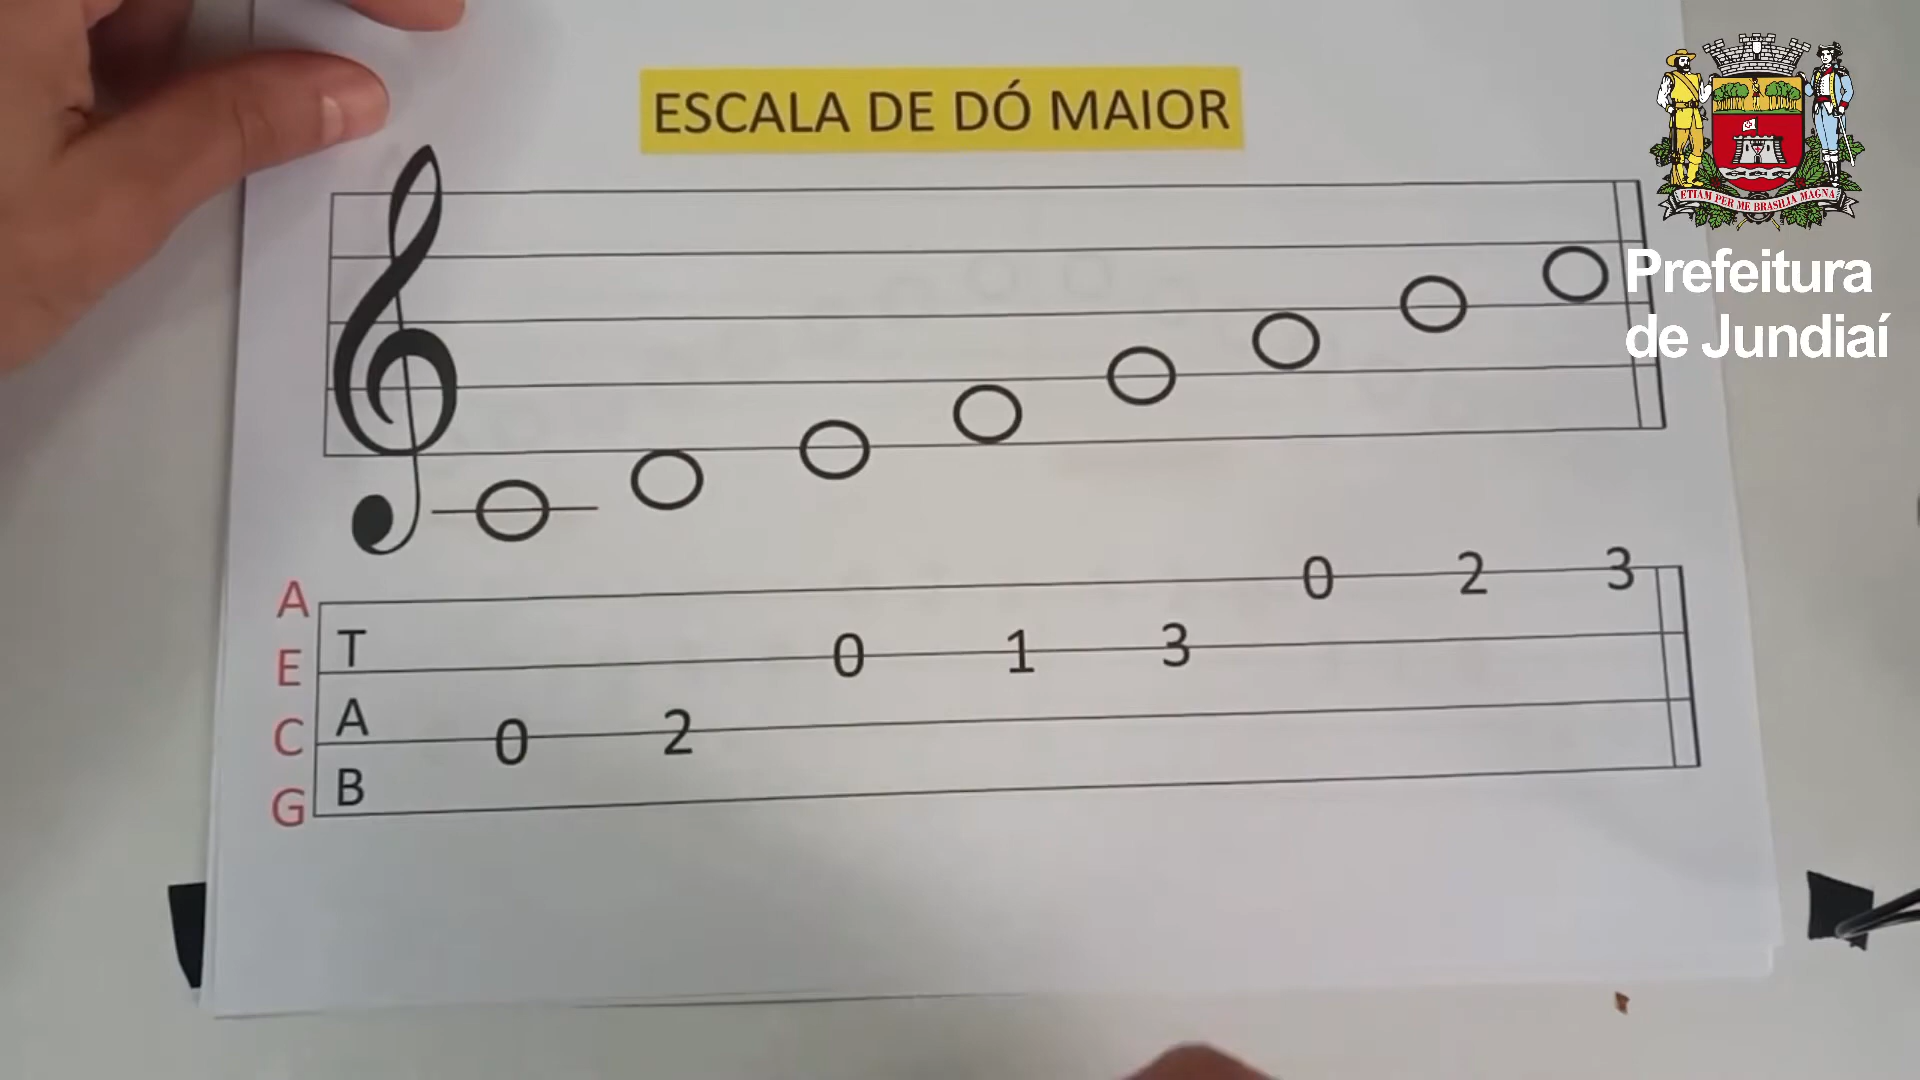 ESCALA DE DÓ MAIOR
ETIAM PER ME BRASILIA MAGNA
Prefeitura
de Jundiaí
A 0 2 3
T
E 0 1 3
A
C 0 2
B
G